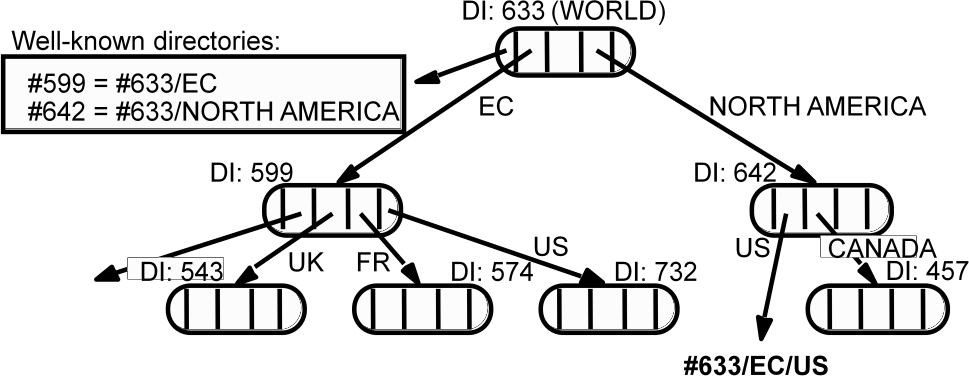 DI: 633 (WORLD)
Well-known directories:
#599 = #633/EC
#642 = #633/NORTH AMERICA
EC
NORTH AMERICA
DI: 599
DI: 642
US
US
CANADA
DI: 543
UK
FR
DI: 574
DI: 732
DI: 457
#633/EC/US